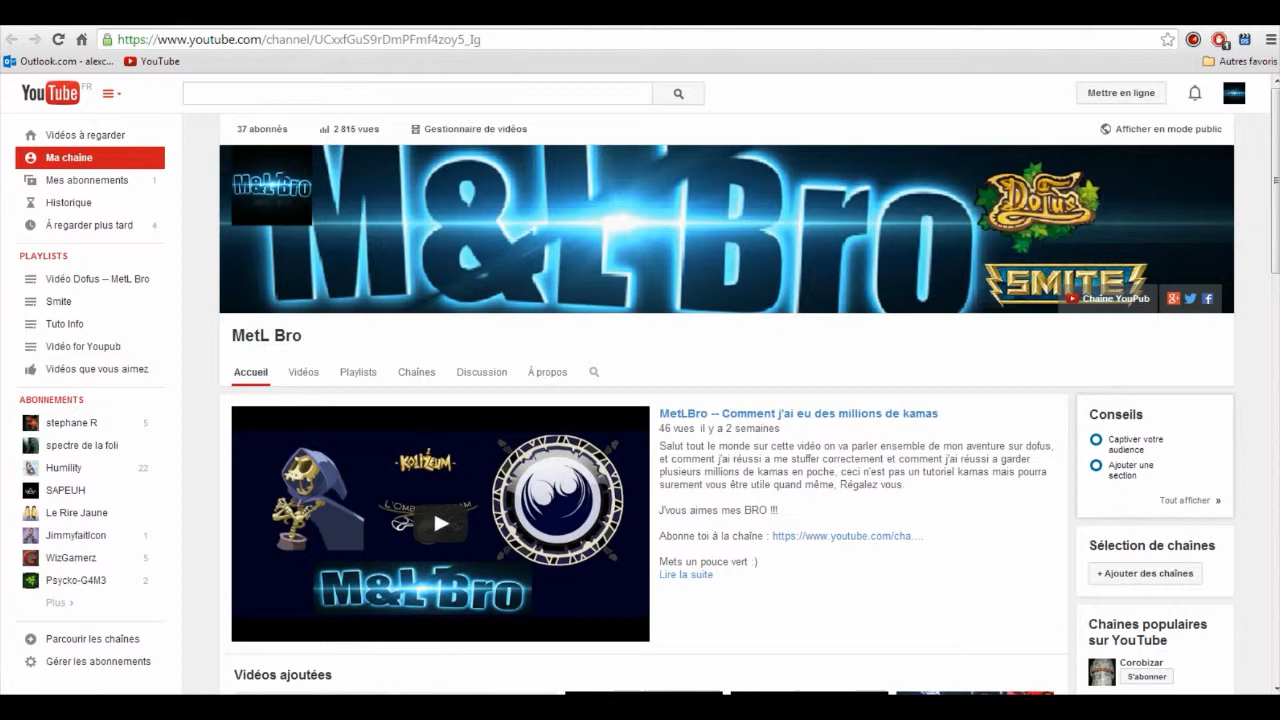 https://www.youtube.com/channel/UCxxfGuS9rDmPFmf4zoy5_Ig
Outlook.com - alexc... YouTube Autres favoris
YouTube FR Mettre en ligne
37 abonnés 2 815 vues Gestionnaire de vidéos Afficher en mode public
Vidéos à regarder
Ma chaîne
Mes abonnements 1
Historique
À regarder plus tard 4
PLAYLISTS
Vidéo Dofus -- MetL Bro
Smite
Tuto Info
Vidéo for Youpub
Vidéos que vous aimez
ABONNEMENTS
stephane R 5
spectre de la foli
Humility 22
SAPEUH
Le Rire Jaune
JimmyfaitIcon 1
WizGamerz 5
Psycko-G4M3 2
Plus ›
Parcourir les chaînes
Gérer les abonnements
M&L Bro
M&L Bro
DOFUS
SMITE
Chaîne YouPub
MetL Bro
Accueil Vidéos Playlists Chaînes Discussion À propos
KOLIZEUM
M&L Bro
MetLBro -- Comment j'ai eu des millions de kamas
46 vues il y a 2 semaines
Salut tout le monde sur cette vidéo on va parler ensemble de mon aventure sur dofus,
et comment j'ai réussi a me stuffer correctement et comment j'ai réussi a garder
plusieurs millions de kamas en poche, ceci n'est pas un tutoriel kamas mais pourra
surement vous être utile quand même, Régalez vous.
J'vous aimes mes BRO !!!
Abonne toi à la chaîne : https://www.youtube.com/cha....
Mets un pouce vert :)
Lire la suite
Vidéos ajoutées
Conseils
Captiver votre
audience
Ajouter une
section
Tout afficher »
Sélection de chaînes
+ Ajouter des chaînes
Chaînes populaires
sur YouTube
Corobizar
S'abonner